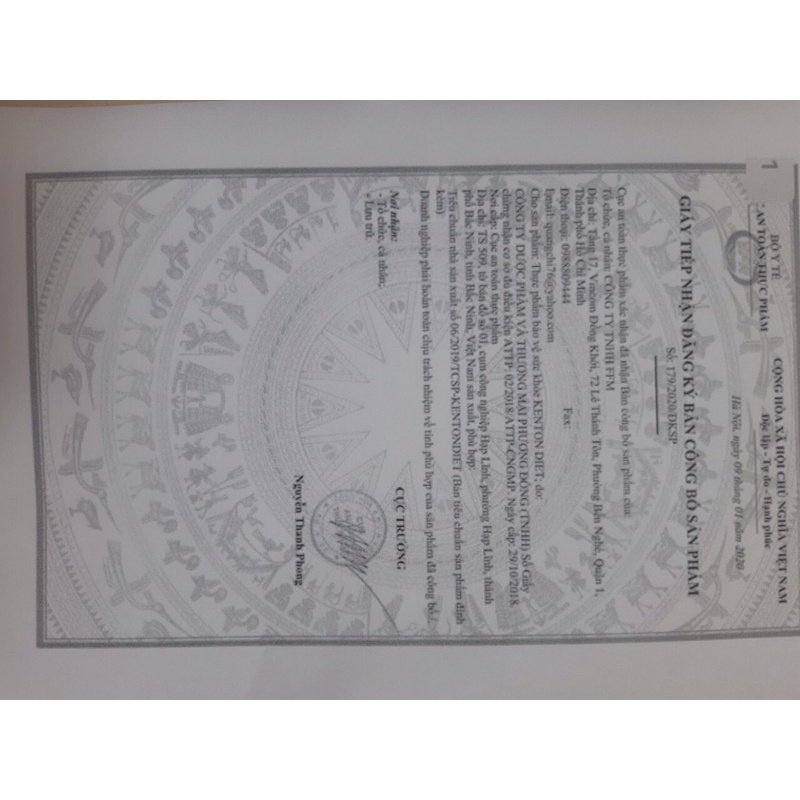 BỘ Y TẾ
AN TOÀN THỰC PHẨM
CỘNG HÒA XÃ HỘI CHỦ NGHĨA VIỆT NAM
Độc lập - Tự do - Hạnh phúc
Hà Nội, ngày 09 tháng 01 năm 2020
GIẤY TIẾP NHẬN ĐĂNG KÝ BẢN CÔNG BỐ SẢN PHẨM
Số: 179/2020/ĐKSP
Cục an toàn thực phẩm xác nhận đã nhận Bản công bố sản phẩm của:
Tổ chức, cá nhân: CÔNG TY TNHH FFM
Địa chỉ: Tầng 17, Vincom Đồng Khởi, 72 Lê Thánh Tôn, Phường Bến Nghé, Quận 1,
Thành phố Hồ Chí Minh
Điện thoại: 0988809444 Fax:
Email: quangchi76@yahoo.com
Cho sản phẩm: Thực phẩm bảo vệ sức khỏe KENTON DIET; do:
CÔNG TY DƯỢC PHẨM VÀ THƯƠNG MẠI PHƯƠNG ĐÔNG (TNHH) Số Giấy
chứng nhận cơ sở đủ điều kiện ATTP: 02/2018/ATTP-CNGMP. Ngày cấp: 29/10/2018.
Nơi cấp: Cục an toàn thực phẩm
Địa chỉ: TS 509, tờ bản đồ số 01, cụm công nghiệp Hạp Lĩnh, phường Hạp Lĩnh, thành
phố Bắc Ninh, tỉnh Bắc Ninh, Việt Nam sản xuất, phù hợp:
Tiêu chuẩn nhà sản xuất số 06/2019/TCSP-KENTONDIET (Bản tiêu chuẩn sản phẩm đính
kèm)
Doanh nghiệp phải hoàn toàn chịu trách nhiệm về tính phù hợp của sản phẩm đã công bố./.
Nơi nhận:
- Tổ chức, cá nhân;
- Lưu trữ.
CỤC TRƯỞNG
Nguyễn Thanh Phong